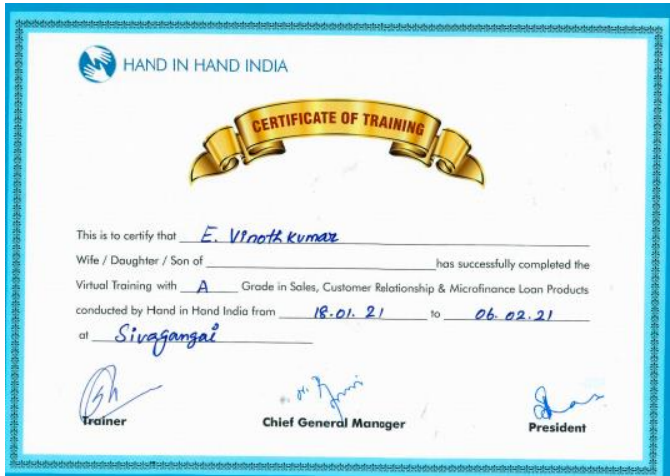 HAND IN HAND INDIA
CERTIFICATE OF TRAINING
This is to certify that E. Vinoth kumar
Wife / Daughter / Son of has successfully completed the
Virtual Training with A Grade in Sales, Customer Relationship & Microfinance Loan Products
conducted by Hand in Hand India from 18.01.21 to 06.02.21
at Sivagangai
Trainer Chief General Manager President